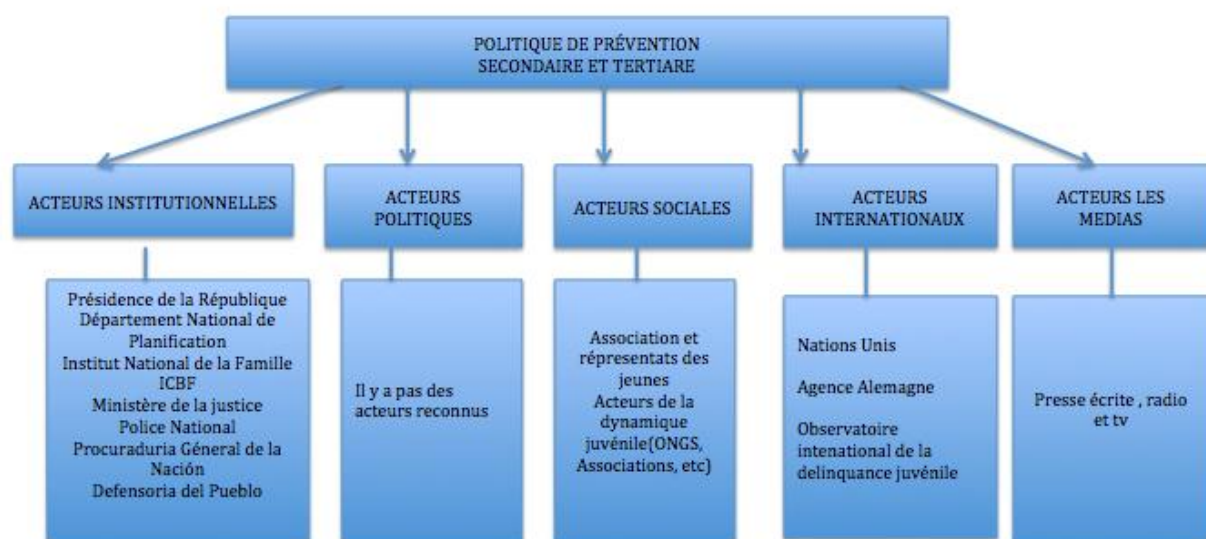 POLITIQUE DE PRÉVENTION
SECONDAIRE ET TERTIARE
ACTEURS INSTITUTIONNELLES
ACTEURS
POLITIQUES
ACTEURS SOCIALES
ACTEURS
INTERNATIONAUX
ACTEURS LES
MEDIAS
Présidence de la République
Département National de
Planification
Institut National de la Famille
ICBF
Ministère de la justice
Police National
Procuraduria Géneral de la
Nación
Defensoria del Pueblo
Il y a pas des
acteurs reconnus
Association et
répresentats des
jeunes
Acteurs de la
dynamique
juvénile(ONGS,
Associations, etc)
Nations Unis
Agence Alemagne
Observatoire
intenational de la
delinquance juvénile
Presse écrite , radio
et tv